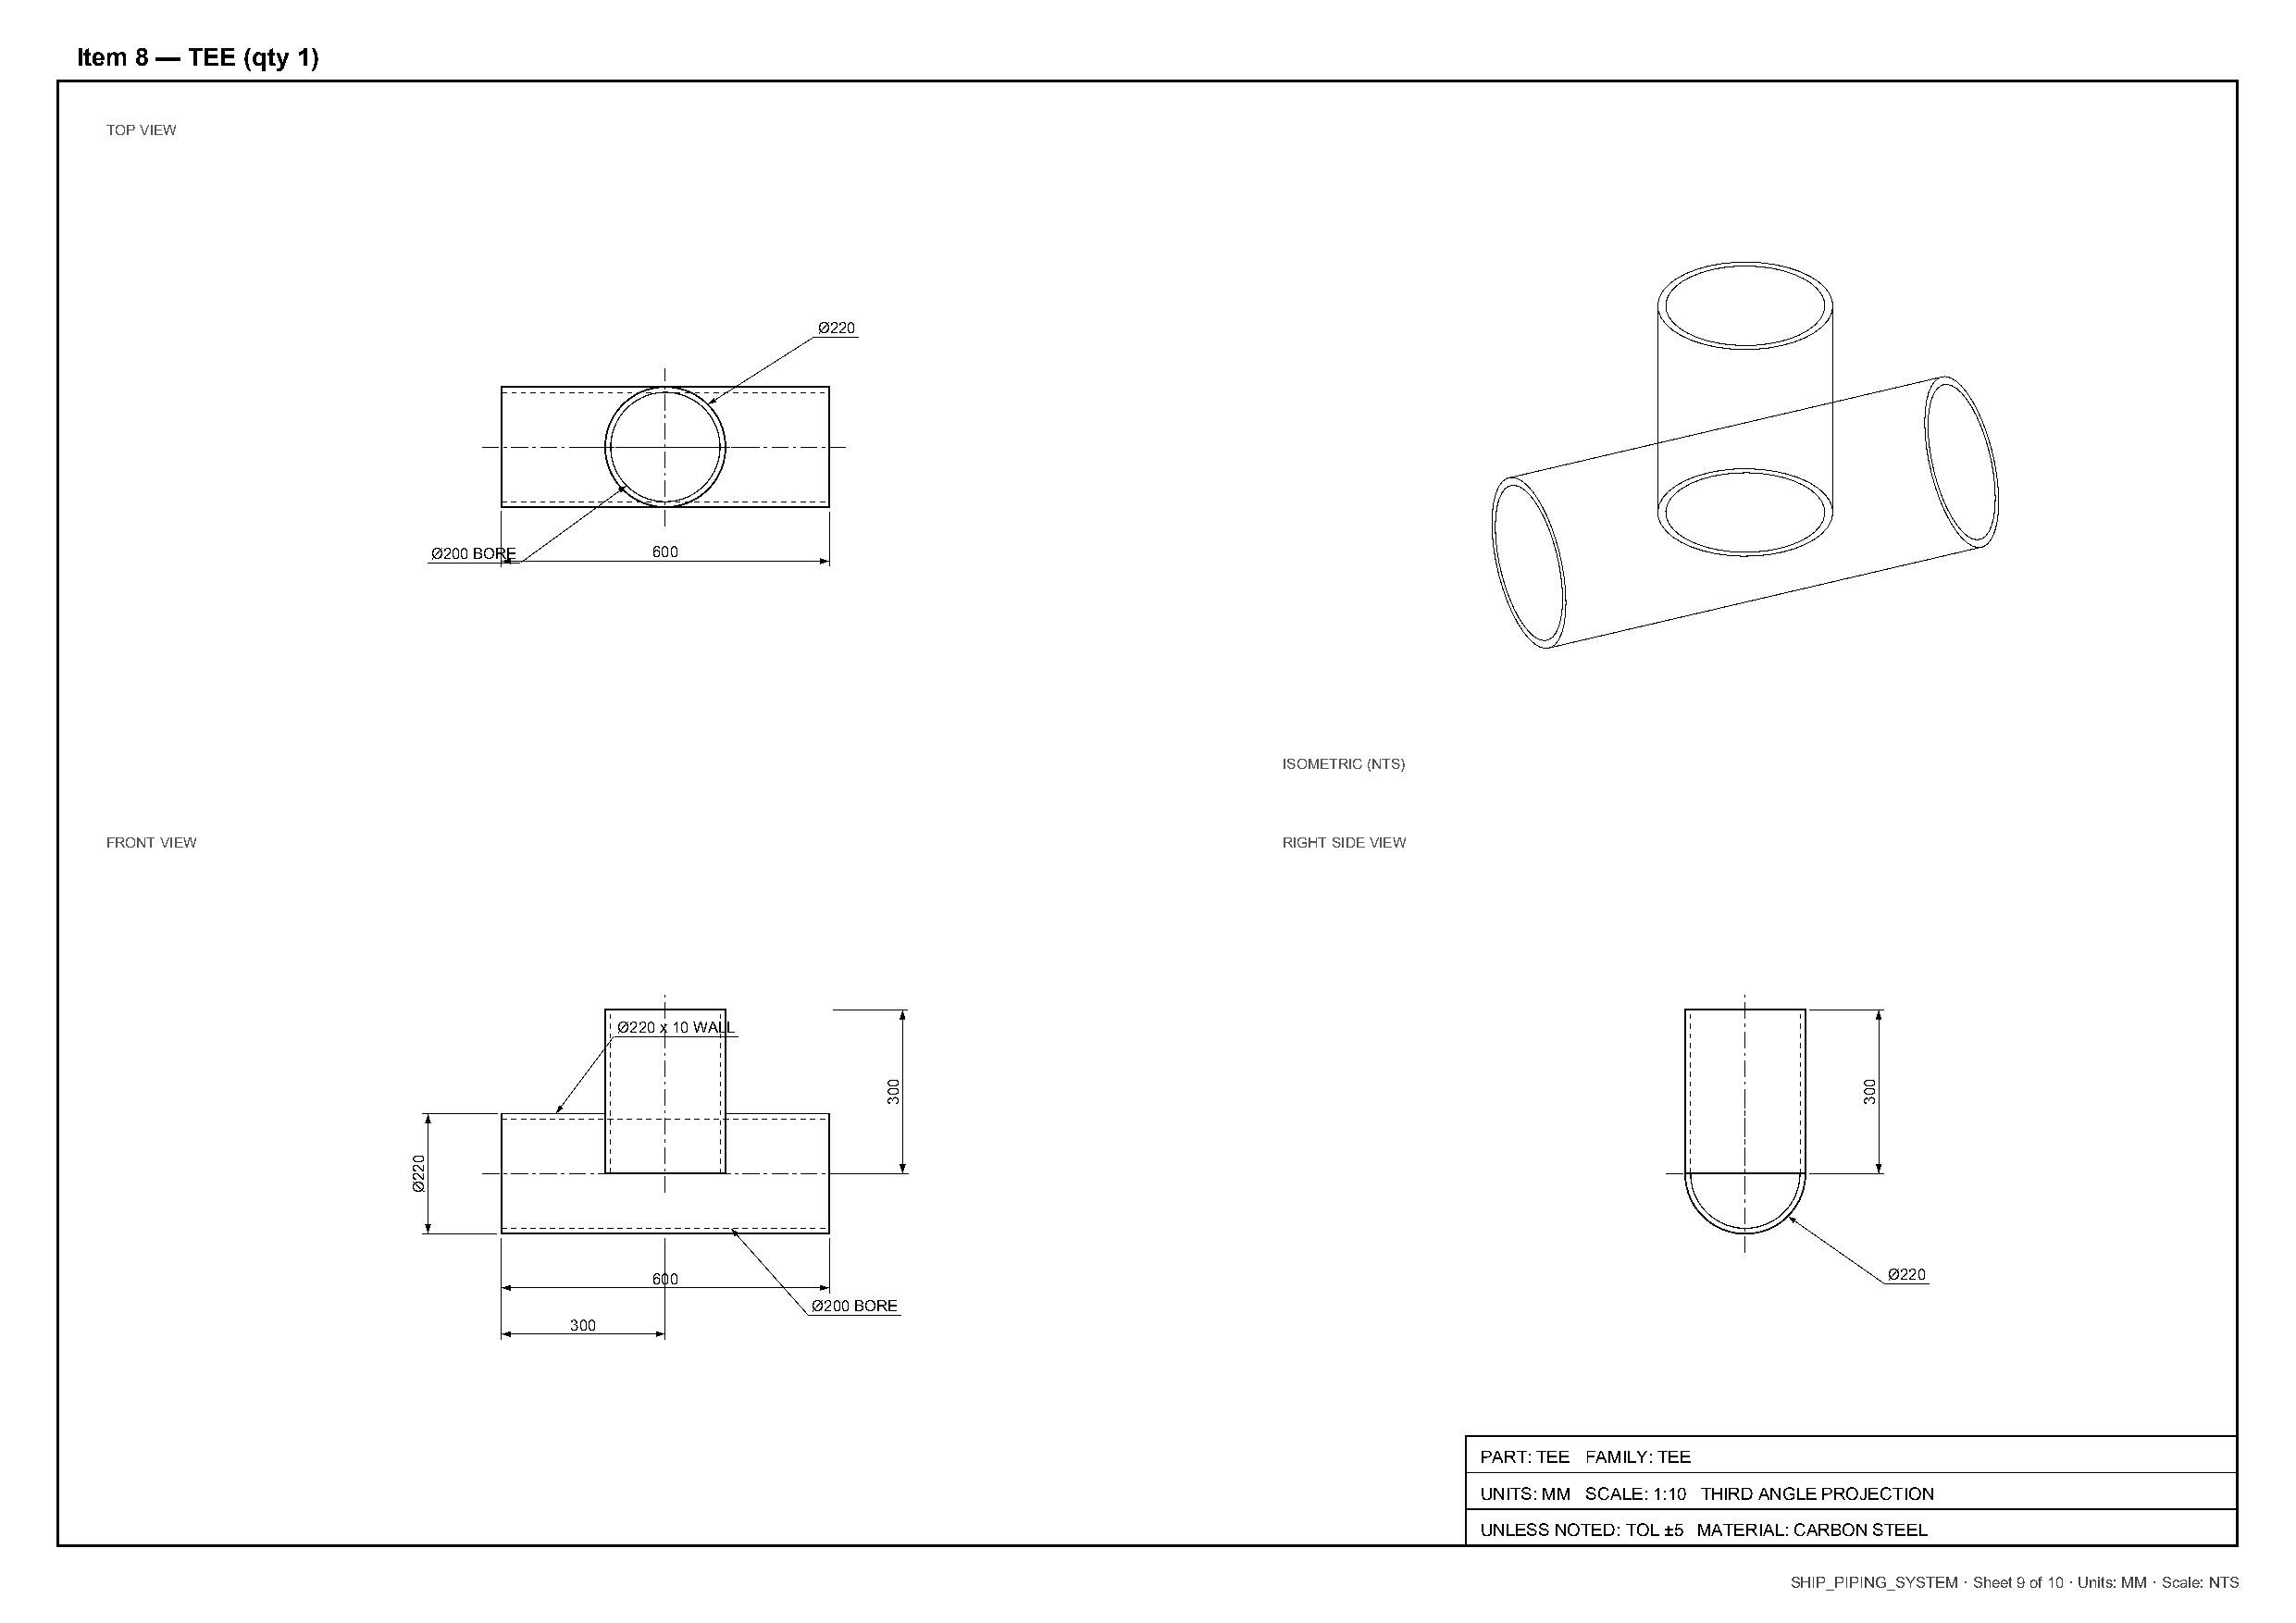 Item 8 — TEE (qty 1)
TOP VIEW
Ø220
Ø200 BORE
600
ISOMETRIC (NTS)
FRONT VIEW
RIGHT SIDE VIEW
Ø220 x 10 WALL
300
Ø220
600
Ø200 BORE
300
300
Ø220
PART: TEE FAMILY: TEE
UNITS: MM SCALE: 1:10 THIRD ANGLE PROJECTION
UNLESS NOTED: TOL ±5 MATERIAL: CARBON STEEL
SHIP_PIPING_SYSTEM · Sheet 9 of 10 · Units: MM · Scale: NTS